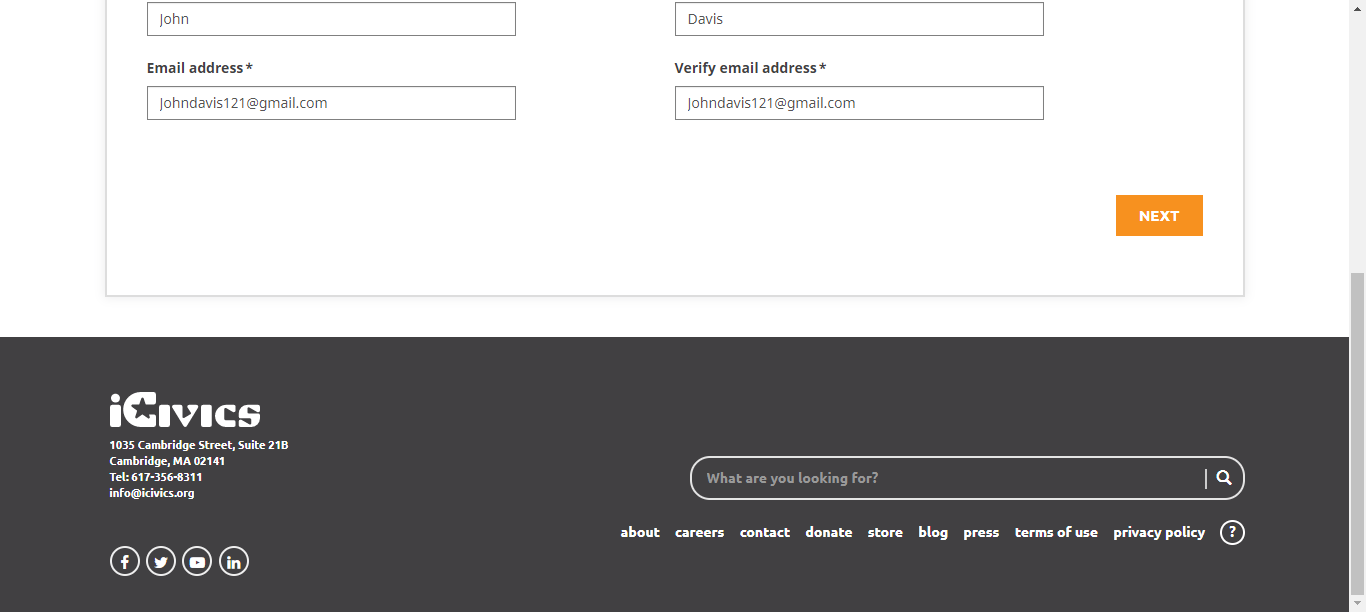 John
Davis
Email address*
Verify email address*
Johndavis121@gmail.com
Johndavis121@gmail.com
NEXT
iCivics
1035 Cambridge Street, Suite 21B
Cambridge, MA 02141
Tel: 617-356-8311
info@icivics.org
What are you looking for?
about careers contact donate store blog press terms of use privacy policy ?